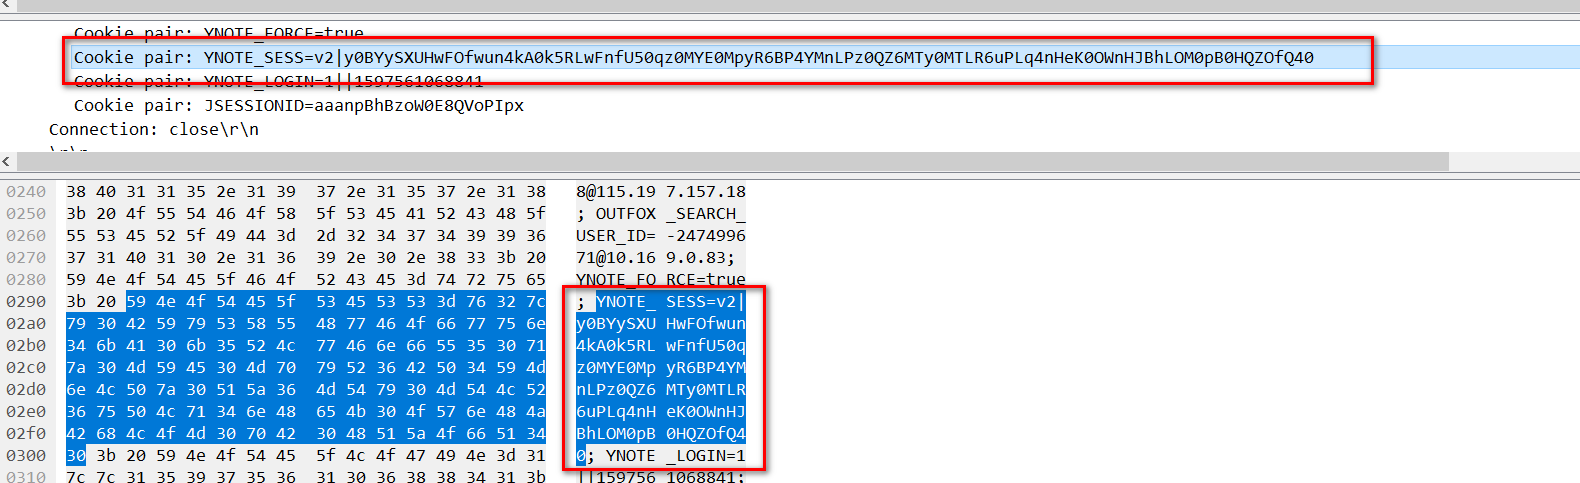 Cookie pair: YNOTE_FORCE=true
Cookie pair: YNOTE_SESS=v2|y0BYySXUHwFOfwun4kA0k5RLwFnfU50qz0MYE0MpyR6BP4YMnLPz0QZ6MTy0MTLR6uPLq4nHeK0OWnHJBhLOM0pB0HQZOfQ40
Cookie pair: YNOTE_LOGIN=1||1597561068841
Cookie pair: JSESSIONID=aaanpBhBzoW0E8QVoPIpx
Connection: close\r\n
\r\n
0240 38 40 31 31 35 2e 31 39 37 2e 31 35 37 2e 31 38 8@115.19 7.157.18
0250 3b 20 4f 55 54 46 4f 58 5f 53 45 41 52 43 48 5f ; OUTFOX _SEARCH_
0260 55 53 45 52 5f 49 44 3d 2d 32 34 37 34 39 39 36 USER_ID= -2474996
0270 37 31 40 31 30 2e 31 36 39 2e 30 2e 38 33 3b 20 71@10.16 9.0.83;
0280 59 4e 4f 54 45 5f 46 4f 52 43 45 3d 74 72 75 65 YNOTE_FO RCE=true
0290 3b 20 59 4e 4f 54 45 5f 53 45 53 53 3d 76 32 7c ; YNOTE_ SESS=v2|
02a0 79 30 42 59 79 53 58 55 48 77 46 4f 66 77 75 6e y0BYySXU HwFOfwun
02b0 34 6b 41 30 6b 35 52 4c 77 46 6e 66 55 35 30 71 4kA0k5RL wFnfU50q
02c0 7a 30 4d 59 45 30 4d 70 79 52 36 42 50 34 59 4d z0MYE0Mp yR6BP4YM
02d0 6e 4c 50 7a 30 51 5a 36 4d 54 79 30 4d 54 4c 52 nLPz0QZ6 MTy0MTLR
02e0 36 75 50 4c 71 34 6e 48 65 4b 30 4f 57 6e 48 4a 6uPLq4nH eK0OWnHJ
02f0 42 68 4c 4f 4d 30 70 42 30 48 51 5a 4f 66 51 34 BhLOM0pB 0HQZOfQ4
0300 30 3b 20 59 4e 4f 54 45 5f 4c 4f 47 49 4e 3d 31 0; YNOTE _LOGIN=1
0310 7c 7c 31 35 39 37 35 36 31 30 36 38 38 34 31 3b ||159756 1068841;